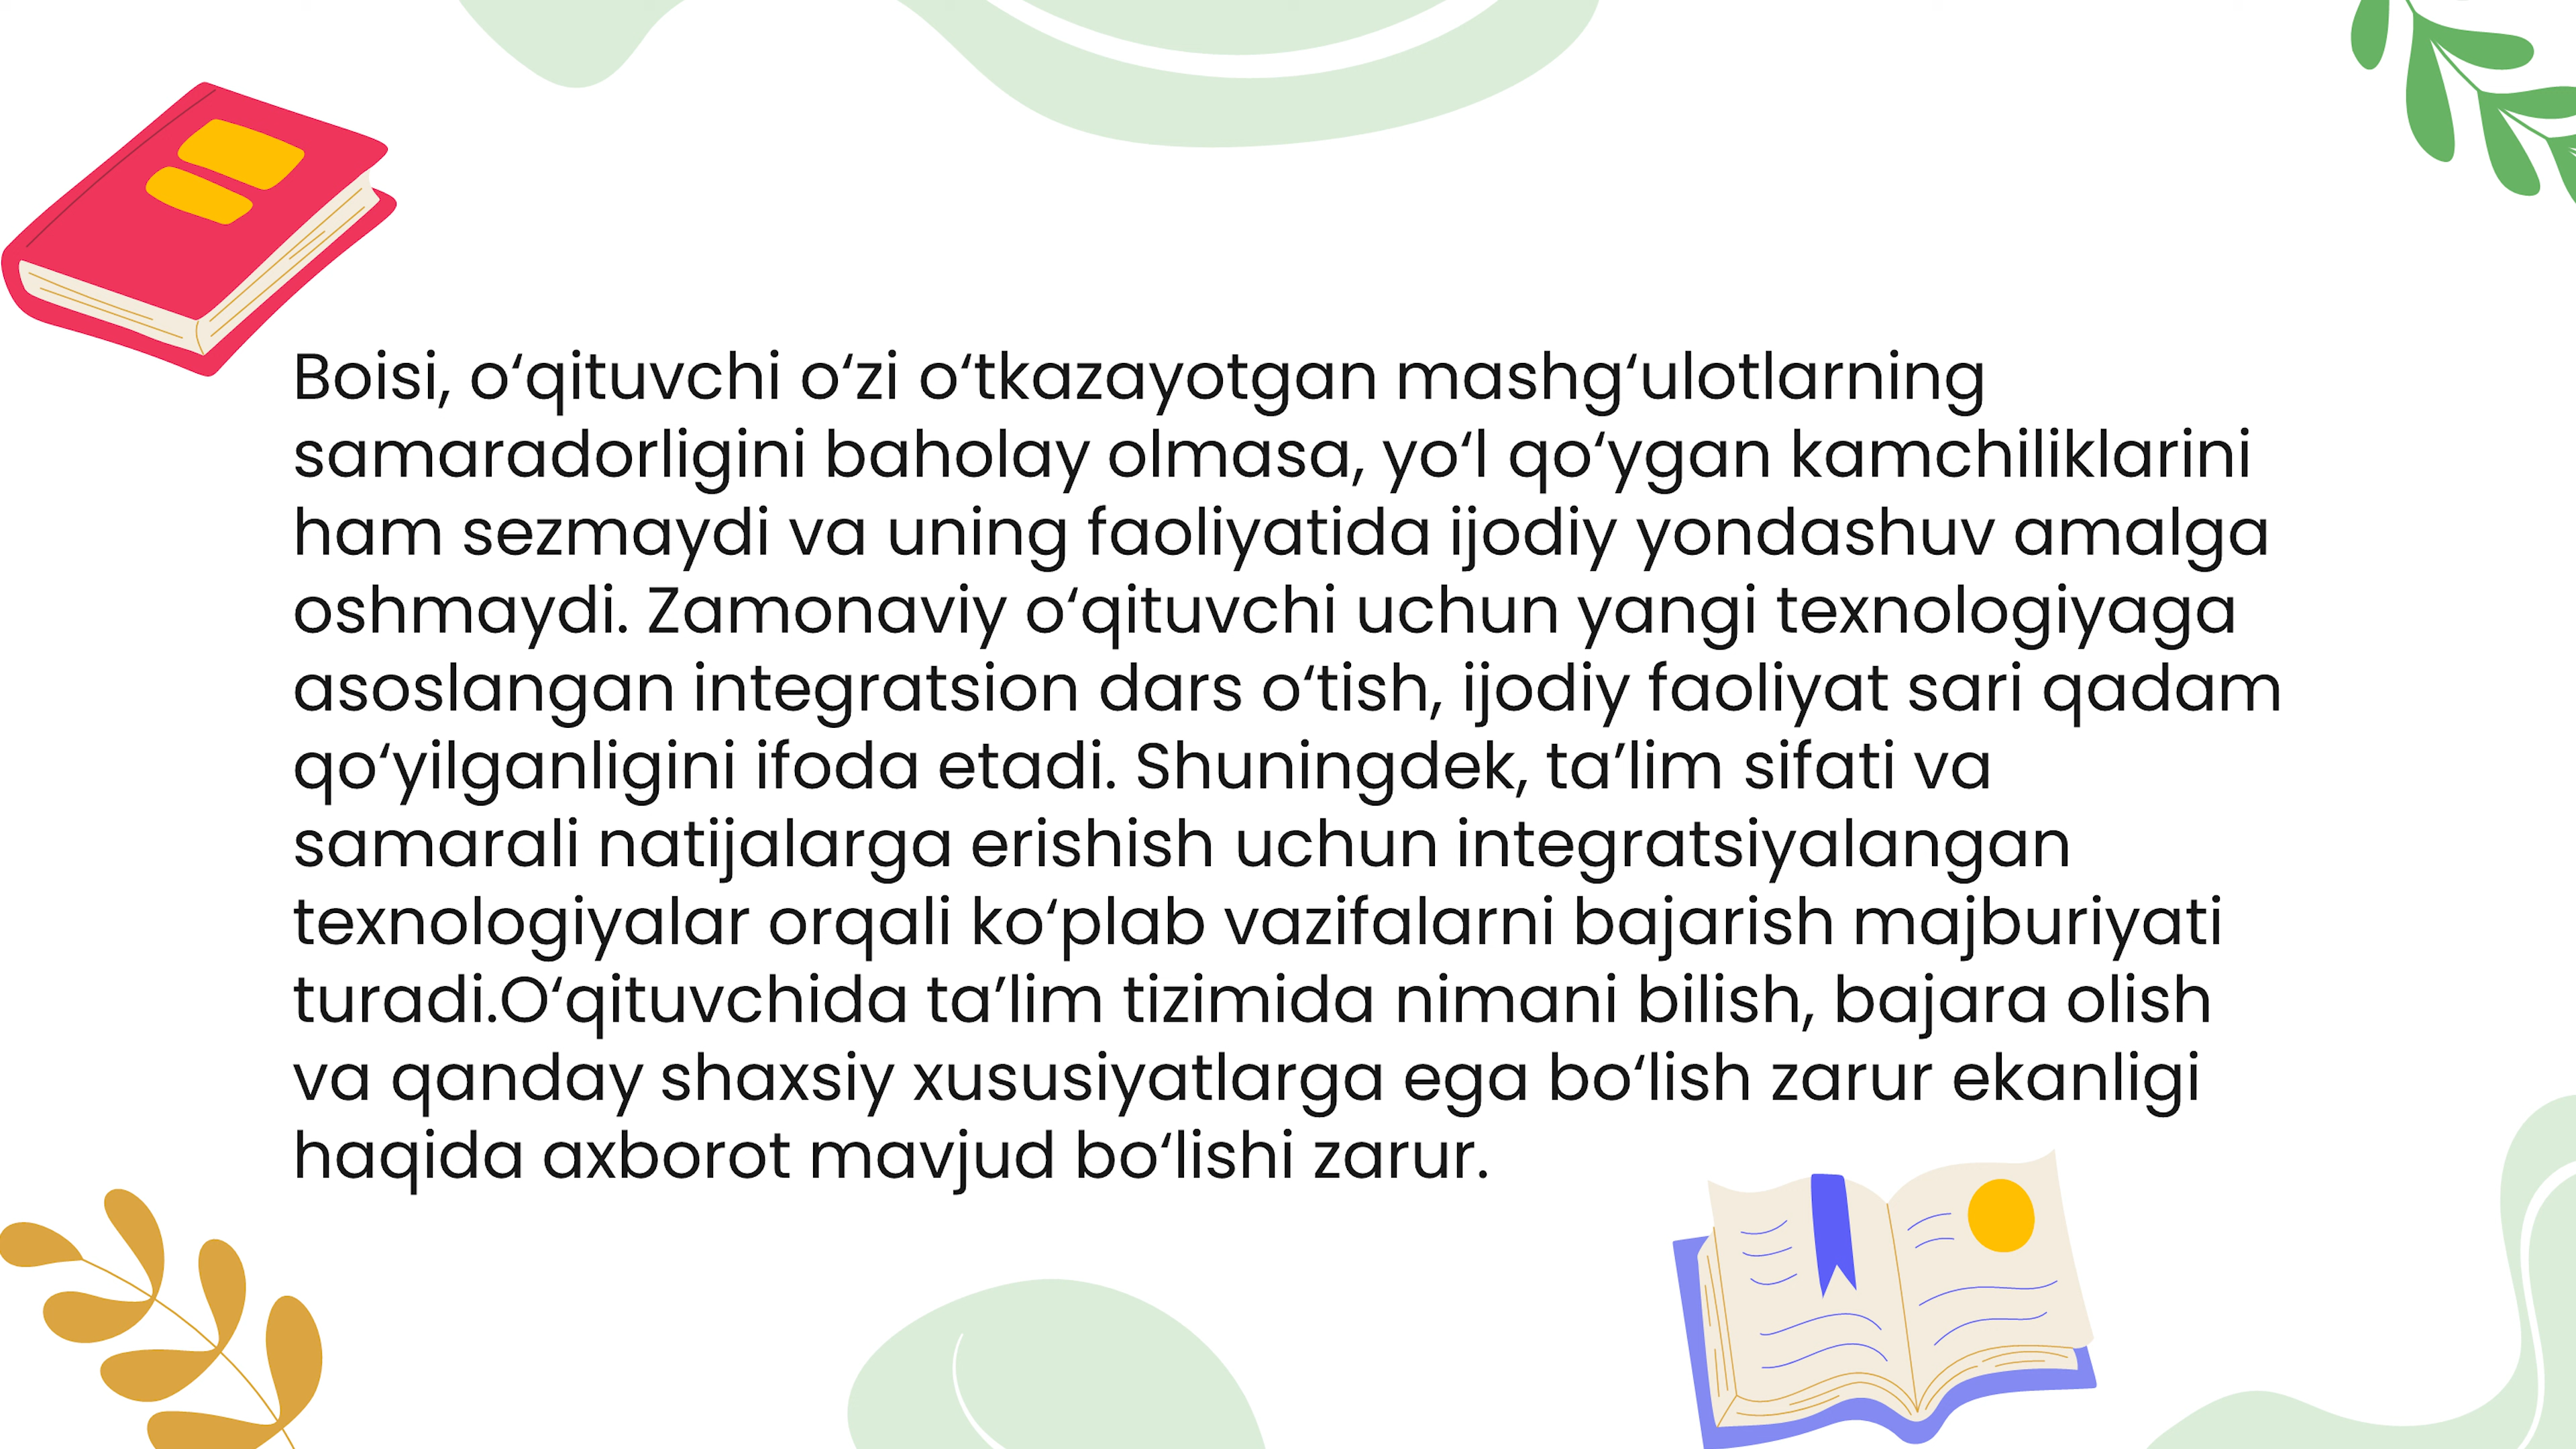 Boisi, o‘qituvchi o‘zi o‘tkazayotgan mashg‘ulotlarning
samaradorligini baholay olmasa, yo‘l qo‘ygan kamchiliklarini
ham sezmaydi va uning faoliyatida ijodiy yondashuv amalga
oshmaydi. Zamonaviy o‘qituvchi uchun yangi texnologiyaga
asoslangan integratsion dars o‘tish, ijodiy faoliyat sari qadam
qo‘yilganligini ifoda etadi. Shuningdek, ta’lim sifati va
samarali natijalarga erishish uchun integratsiyalangan
texnologiyalar orqali ko‘plab vazifalarni bajarish majburiyati
turadi.O‘qituvchida ta’lim tizimida nimani bilish, bajara olish
va qanday shaxsiy xususiyatlarga ega bo‘lish zarur ekanligi
haqida axborot mavjud bo‘lishi zarur.